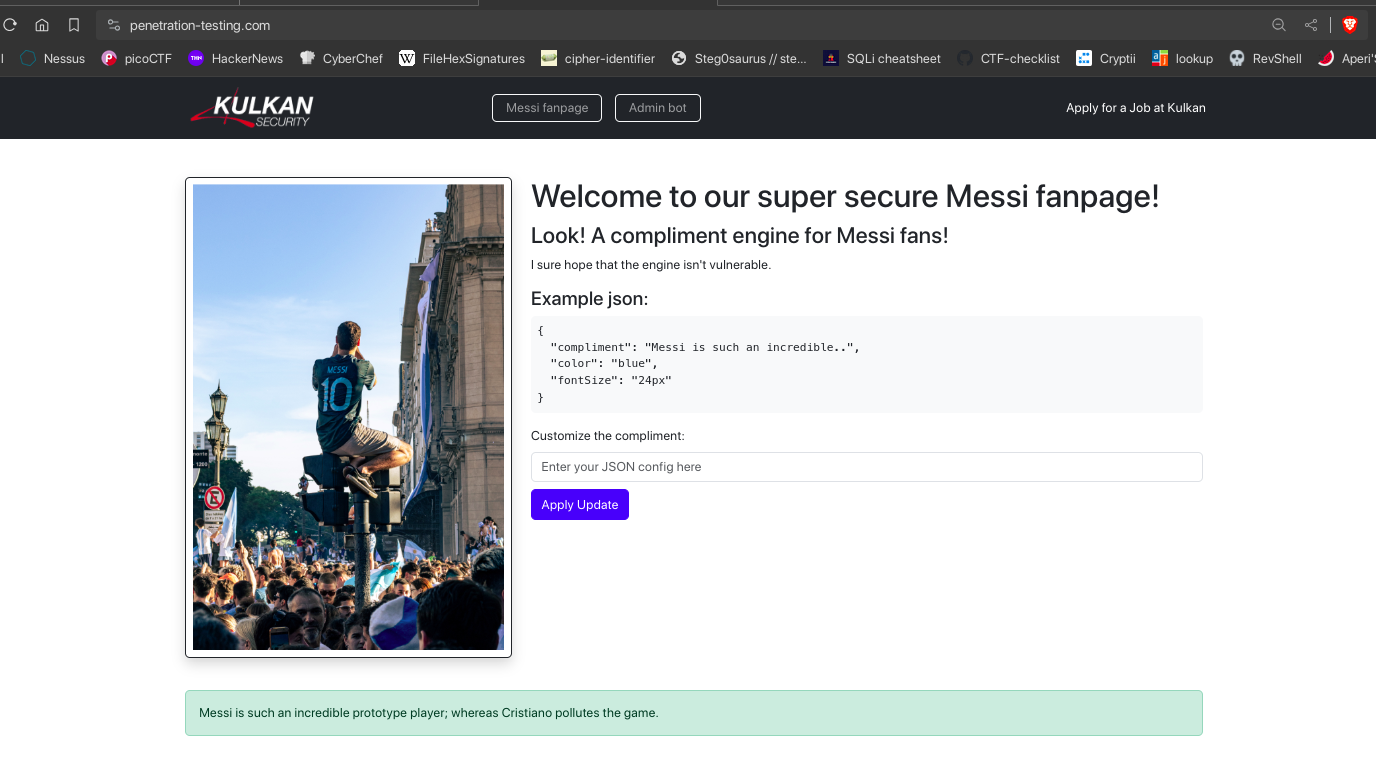 penetration-testing.com
Nessus picoCTF HackerNews CyberChef FileHexSignatures cipher-identifier Steg0saurus // ste... SQLi cheatsheet CTF-checklist Cryptii lookup RevShell Aperi'S
KULKAN
SECURITY
Messi fanpage Admin bot Apply for a Job at Kulkan
Welcome to our super secure Messi fanpage!
Look! A compliment engine for Messi fans!
I sure hope that the engine isn't vulnerable.
Example json:
{
"compliment": "Messi is such an incredible..",
"color": "blue",
"fontSize": "24px"
}
Customize the compliment:
Enter your JSON config here
Apply Update
MESSI
10
1200
Messi is such an incredible prototype player; whereas Cristiano pollutes the game.